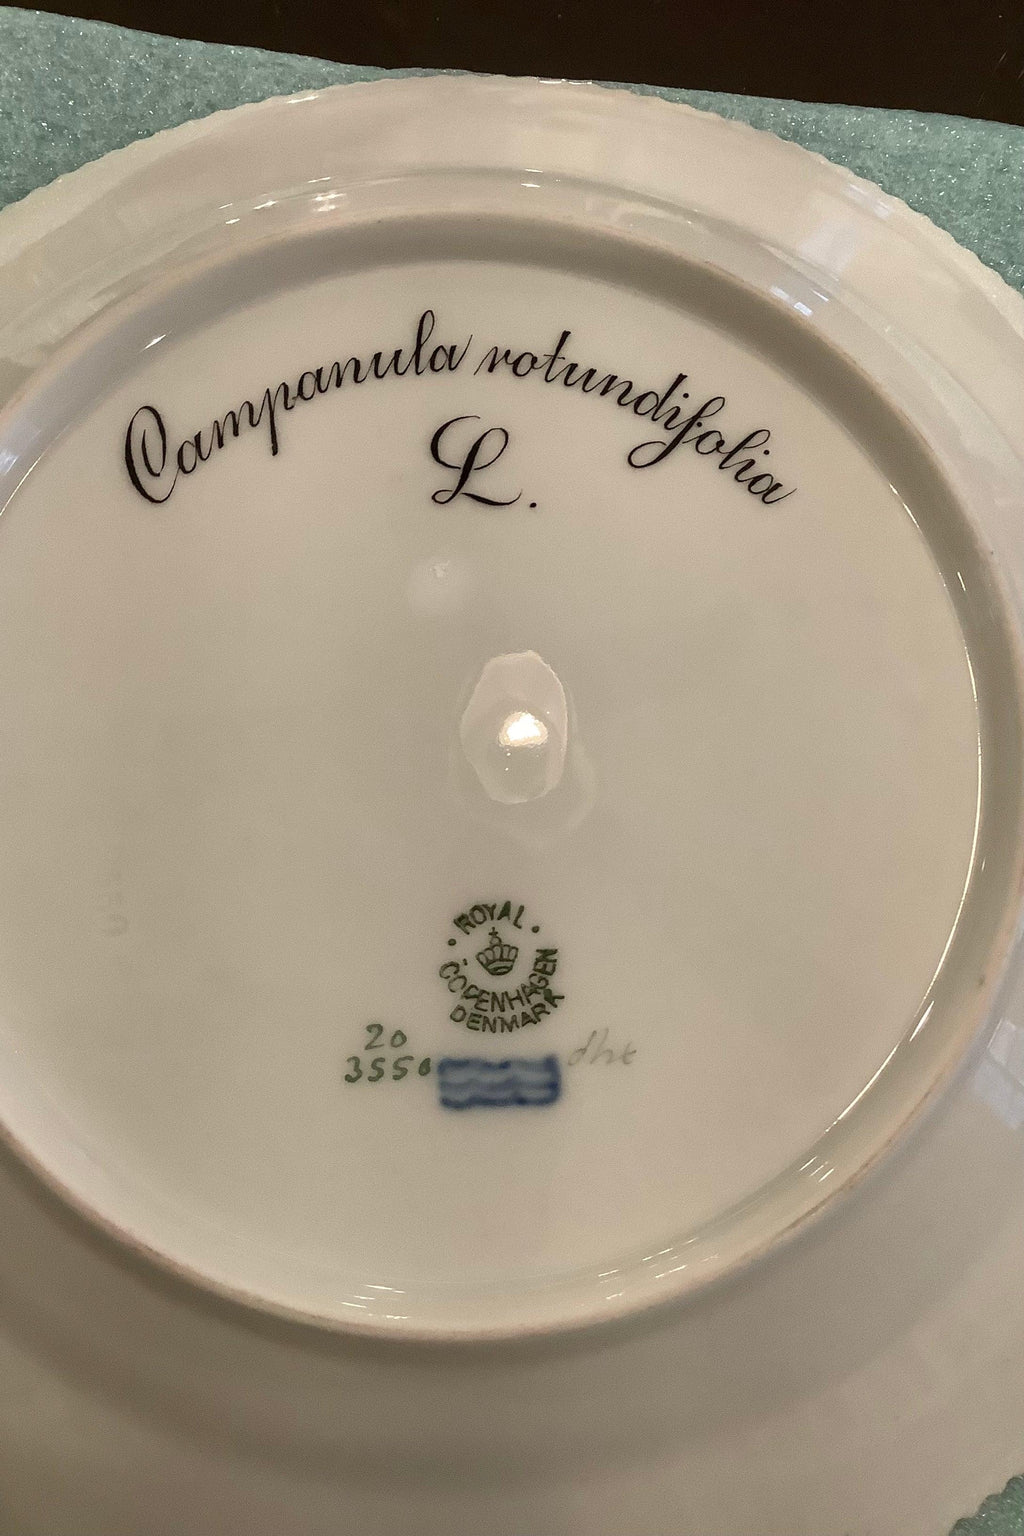 Campanula rotundifolia
L.
ROYAL
COPENHAGEN
DENMARK
20
3550